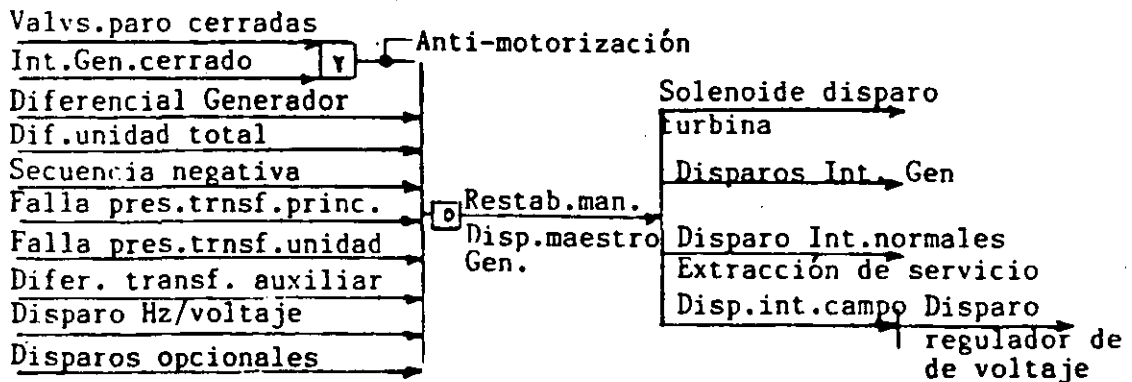 Valvs.paro cerradas
Anti-motorización
Int.Gen.cerrado
Y
Diferencial Generador
Dif.unidad total
Secuencia negativa
Falla pres.trnsf.princ.
Falla pres.trnsf.unidad
Difer. transf. auxiliar
Disparo Hz/voltaje
Disparos opcionales
O
Restab.man.
Disp.maestro
Gen.
Solenoide disparo
turbina
Disparos Int. Gen
Disparo Int.normales
Extracción de servicio
Disp.int.campo
Disparo
regulador de
de voltaje